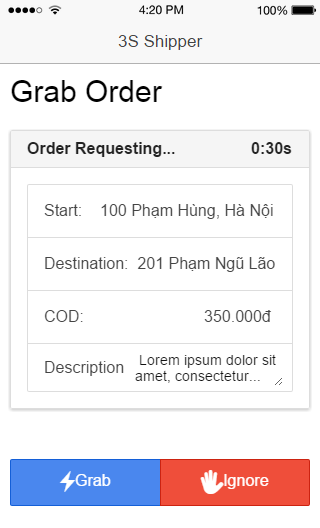 4:20 PM 100%
3S Shipper
Grab Order
Order Requesting... 0:30s
Start: 100 Phạm Hùng, Hà Nội
Destination: 201 Phạm Ngũ Lão
COD: 350.000đ
Description Lorem ipsum dolor sit
amet, consectetur...
Grab Ignore